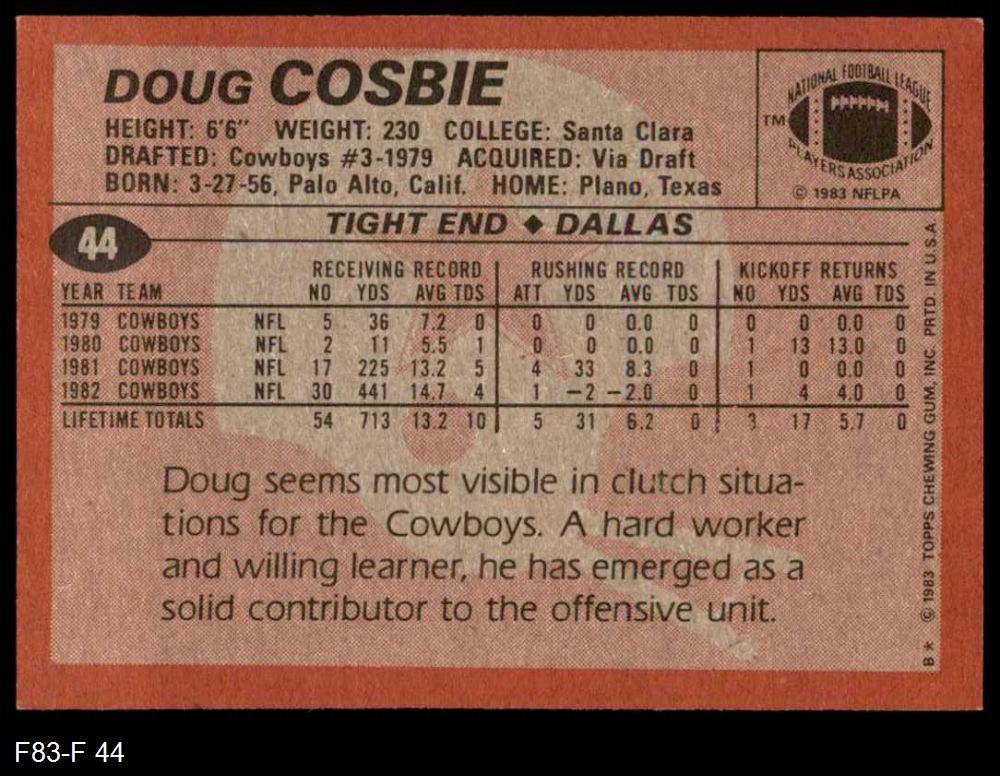 DOUG COSBIE
HEIGHT: 6'6" WEIGHT: 230 COLLEGE: Santa Clara
DRAFTED: Cowboys #3-1979 ACQUIRED: Via Draft
BORN: 3-27-56, Palo Alto, Calif. HOME: Plano, Texas
NATIONAL FOOTBALL LEAGUE
TM
PLAYERS ASSOCIATION
© 1983 NFLPA
44
TIGHT END ◆ DALLAS
RECEIVING RECORD RUSHING RECORD KICKOFF RETURNS
YEAR TEAM NO YDS AVG TDS ATT YDS AVG TDS NO YDS AVG TDS
1979 COWBOYS NFL 5 36 7.2 0 0 0 0.0 0 0 0 0.0 0
1980 COWBOYS NFL 2 11 5.5 1 0 0 0.0 0 1 13 13.0 0
1981 COWBOYS NFL 17 225 13.2 5 4 33 8.3 0 1 0 0.0 0
1982 COWBOYS NFL 30 441 14.7 4 1 -2 -2.0 0 1 4 4.0 0
LIFETIME TOTALS 54 713 13.2 10 5 31 6.2 0 3 17 5.7 0
Doug seems most visible in clutch situa-
tions for the Cowboys. A hard worker
and willing learner, he has emerged as a
solid contributor to the offensive unit.
B * © 1983 TOPPS CHEWING GUM, INC. PRTD. IN U.S.A
F83-F 44